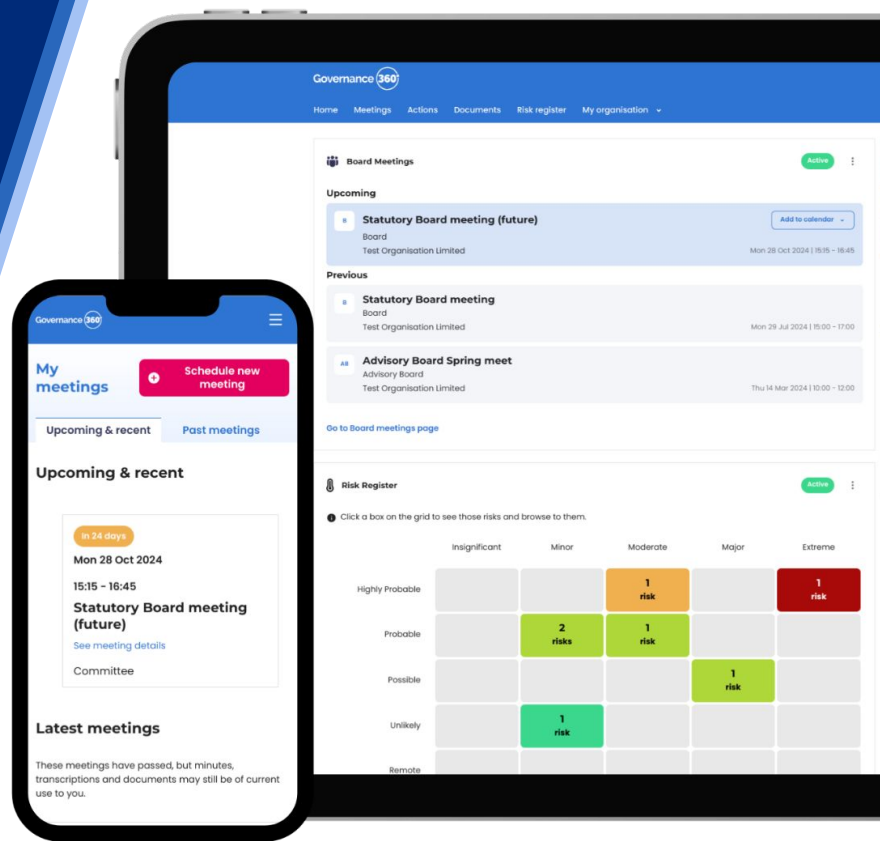 Governance 360°
Home Meetings Actions Documents Risk register My organisation
Board Meetings Active
Upcoming
B Statutory Board meeting (future) Add to calendar
Board
Test Organisation Limited Mon 28 Oct 2024 | 15:15 - 16:45
Previous
B Statutory Board meeting
Board
Test Organisation Limited Mon 29 Jul 2024 | 15:00 - 17:00
AB Advisory Board Spring meet
Advisory Board
Test Organisation Limited Thu 14 Mar 2024 | 10:00 - 12:00
Go to Board meetings page
Risk Register Active
Click a box on the grid to see those risks and browse to them.
Insignificant Minor Moderate Major Extreme
Highly Probable 1 risk 1 risk
Probable 2 risks 1 risk
Possible 1 risk
Unlikely 1 risk
Remote
Governance 360°
My meetings
Schedule new meeting
Upcoming & recent Past meetings
Upcoming & recent
In 24 days
Mon 28 Oct 2024
15:15 - 16:45
Statutory Board meeting
(future)
See meeting details
Committee
Latest meetings
These meetings have passed, but minutes,
transcriptions and documents may still be of current
use to you.